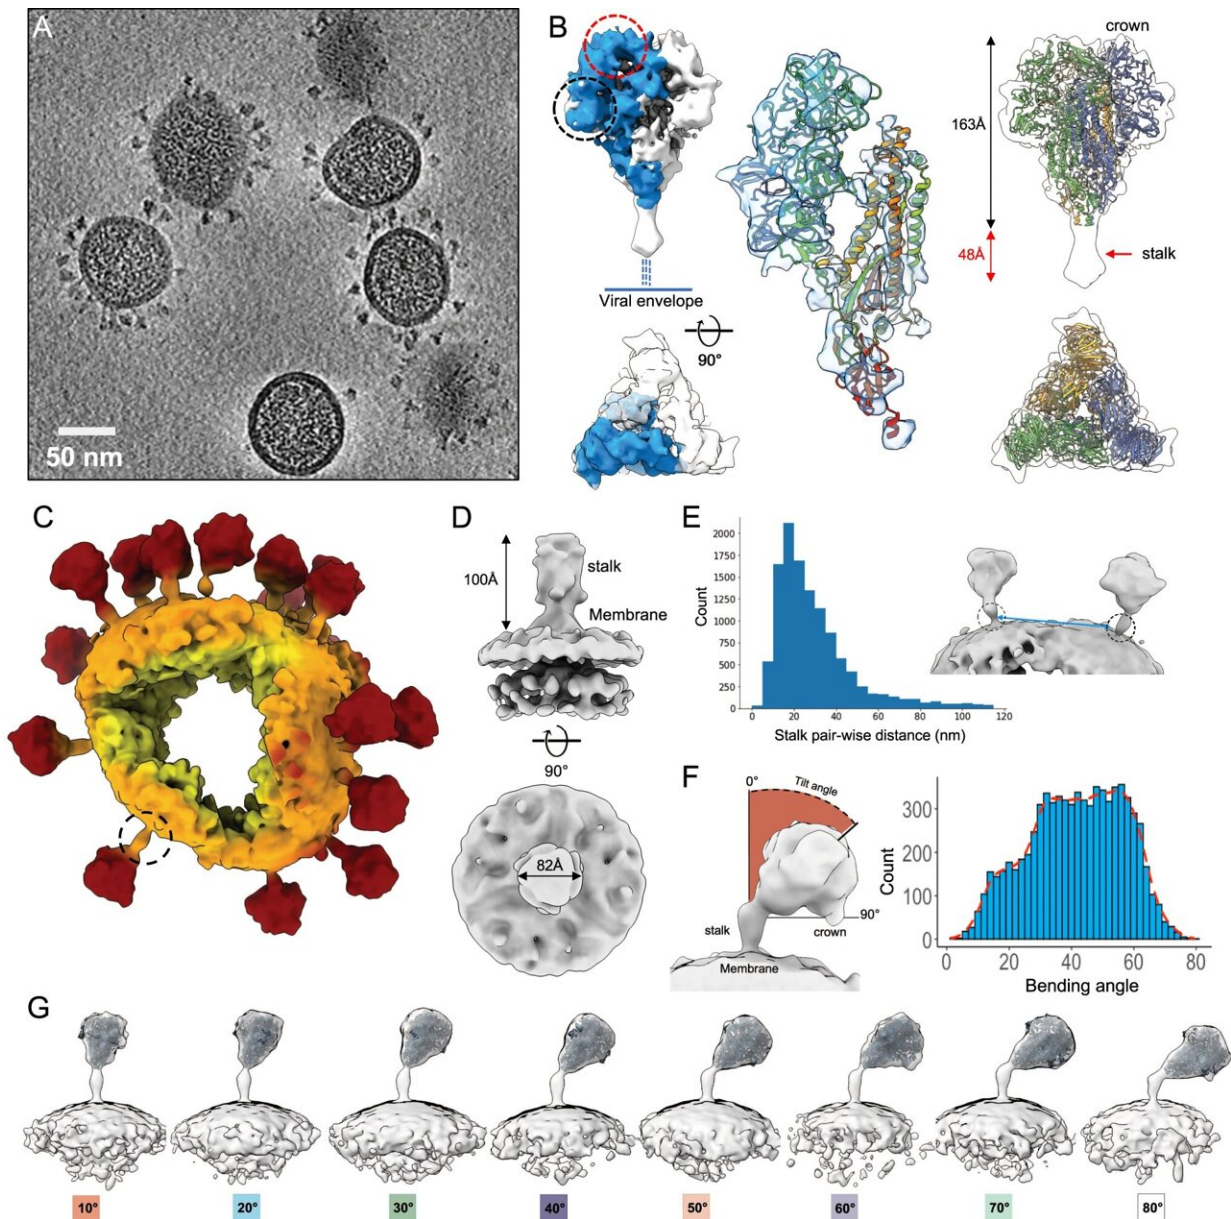 A
50 nm
B
Viral envelope
90°
163Å
48Å
crown
stalk
C
D
100Å
stalk
Membrane
90°
82Å
E
Count
2000
1750
1500
1250
1000
750
500
250
0
0 20 40 60 80 100 120
Stalk pair-wise distance (nm)
F
0°
Tilt angle
90°
stalk
crown
Membrane
Count
300
200
100
0
0 20 40 60 80
Bending angle
G
10° 20° 30° 40° 50° 60° 70° 80°